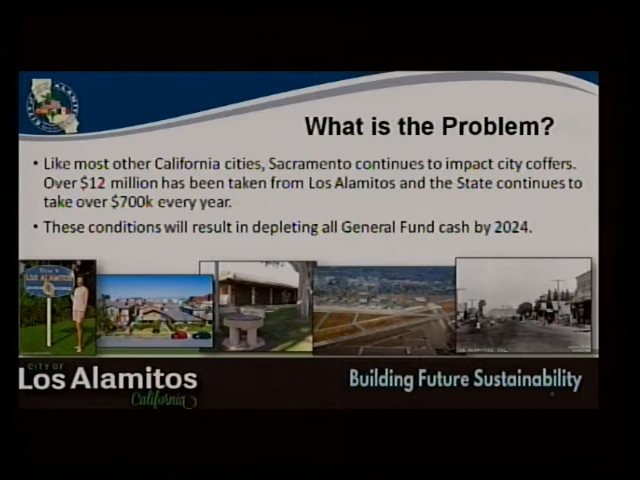 What is the Problem?
• Like most other California cities, Sacramento continues to impact city coffers.
Over $12 million has been taken from Los Alamitos and the State continues to
take over $700k every year.
• These conditions will result in depleting all General Fund cash by 2024.
LOS ALAMITOS
CITY OF
Los Alamitos
California
Building Future Sustainability